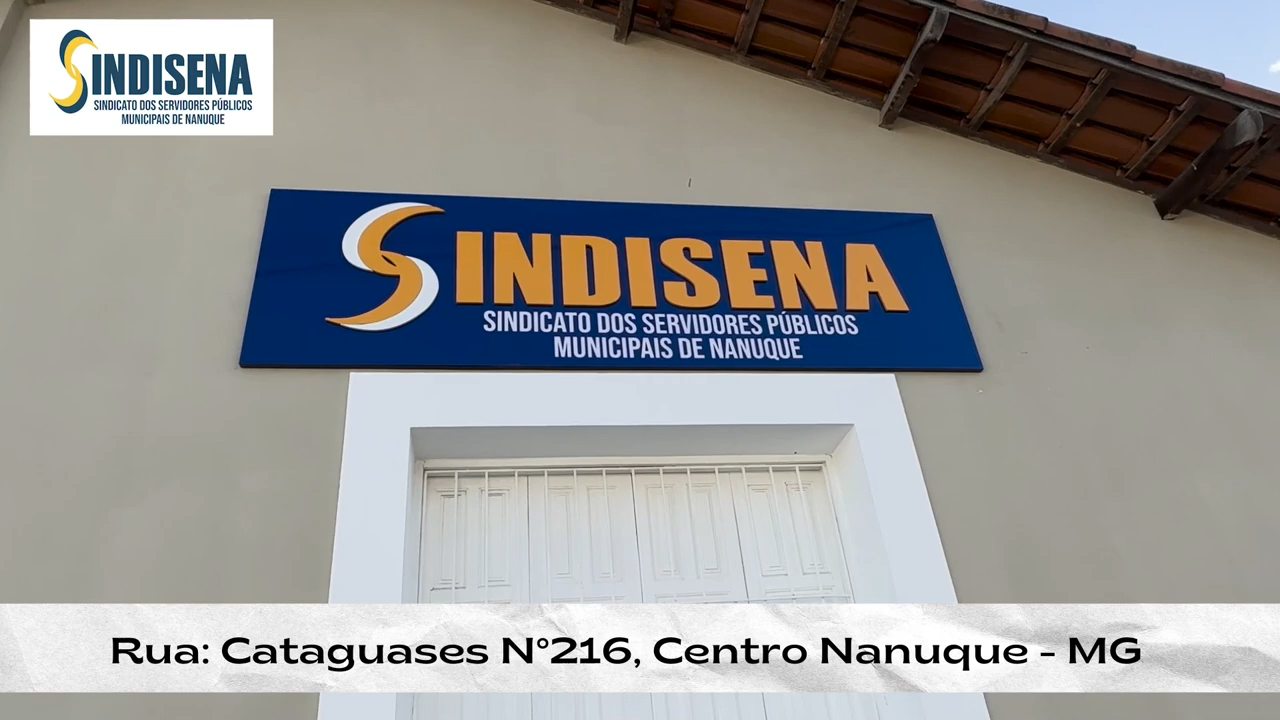 SINDISENA
SINDICATO DOS SERVIDORES PÚBLICOS
MUNICIPAIS DE NANUQUE
SINDISENA
SINDICATO DOS SERVIDORES PÚBLICOS
MUNICIPAIS DE NANUQUE
Rua: Cataguases N°216, Centro Nanuque - MG